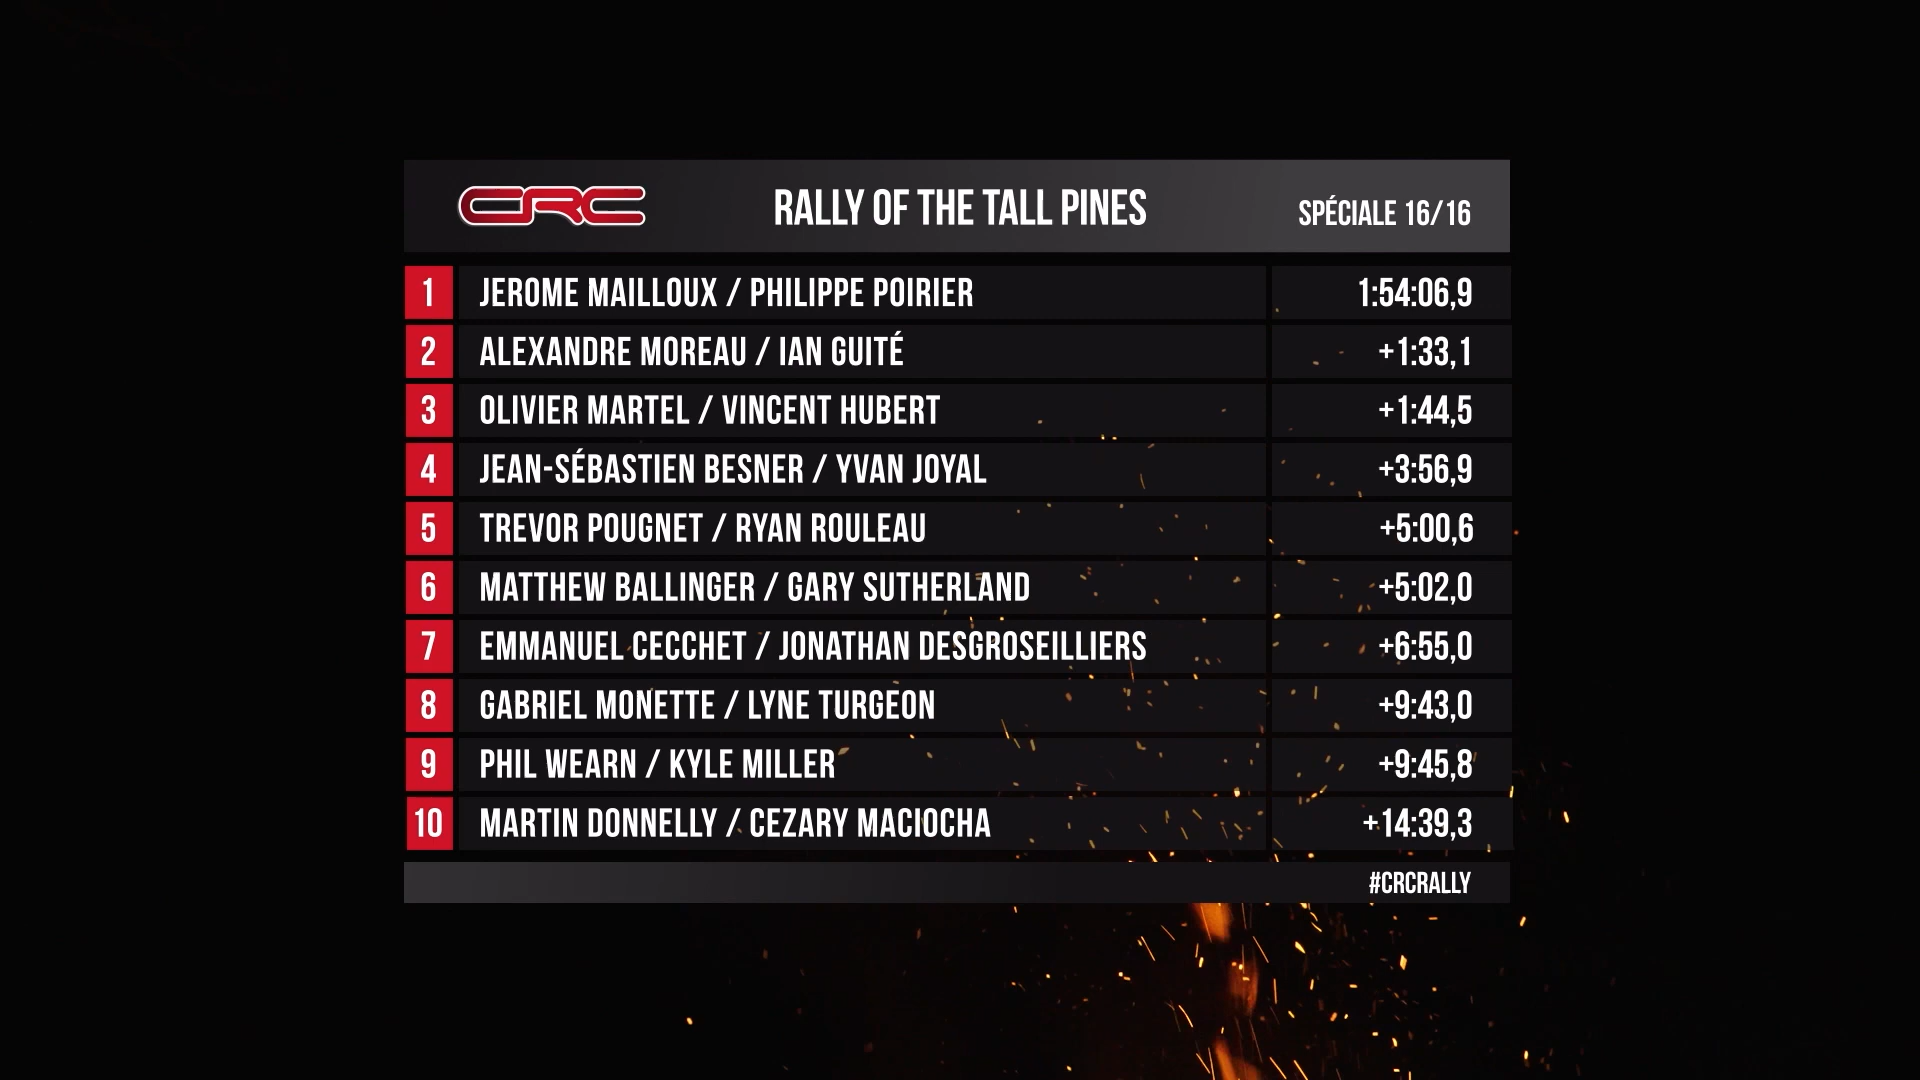 CRC RALLY OF THE TALL PINES SPÉCIALE 16/16
1 JEROME MAILLOUX / PHILIPPE POIRIER 1:54:06,9
2 ALEXANDRE MOREAU / IAN GUITÉ +1:33,1
3 OLIVIER MARTEL / VINCENT HUBERT +1:44,5
4 JEAN-SÉBASTIEN BESNER / YVAN JOYAL +3:56,9
5 TREVOR POUGNET / RYAN ROULEAU +5:00,6
6 MATTHEW BALLINGER / GARY SUTHERLAND +5:02,0
7 EMMANUEL CECCHET / JONATHAN DESGROSEILLIERS +6:55,0
8 GABRIEL MONETTE / LYNE TURGEON +9:43,0
9 PHIL WEARN / KYLE MILLER +9:45,8
10 MARTIN DONNELLY / CEZARY MACIOCHA +14:39,3
#CRCRALLY